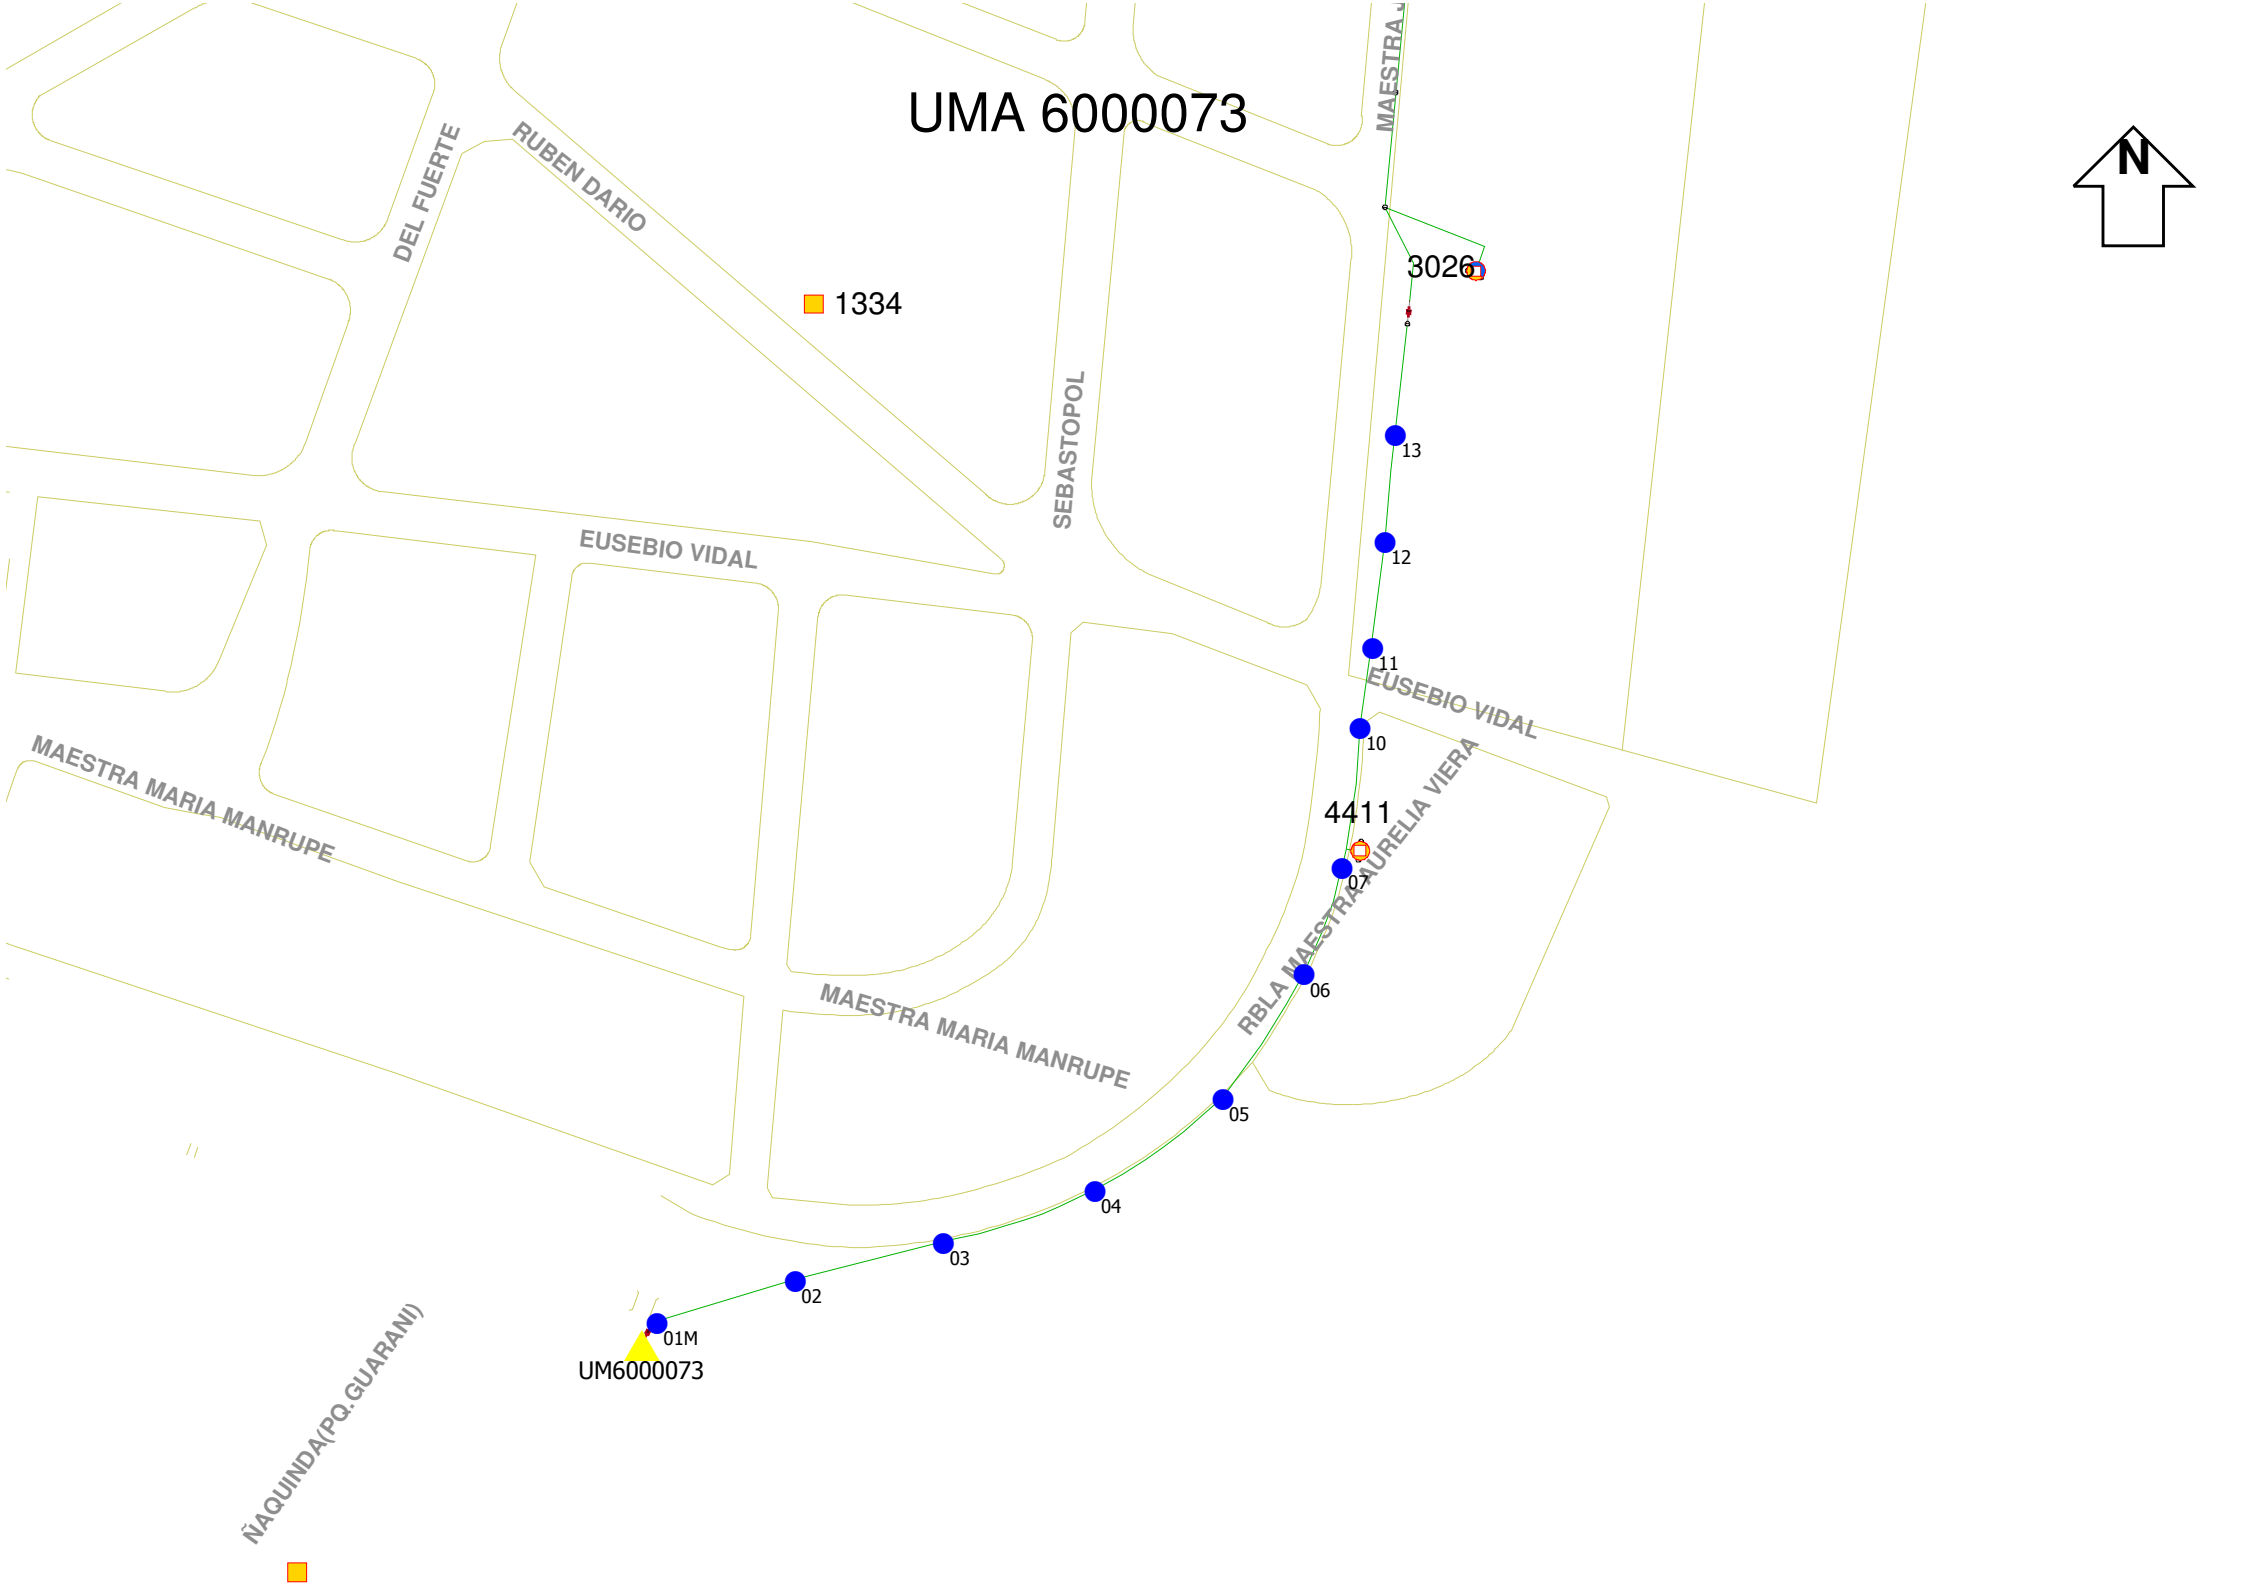 MAESTRA J
UMA 6000073
N
DEL FUERTE
RUBEN DARIO
3026
1334
SEBASTOPOL
13
EUSEBIO VIDAL
12
11
EUSEBIO VIDAL
10
MAESTRA MARIA MANRUPE
4411
RBLA MAESTRA AURELIA VIERA
07
06
MAESTRA MARIA MANRUPE
05
04
03
02
01M
UM6000073
ÑAQUINDA(PQ.GUARANI)